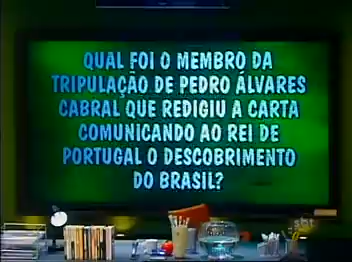 QUAL FOI O MEMBRO DA
TRIPULAÇÃO DE PEDRO ÁLVARES
CABRAL QUE REDIGIU A CARTA
COMUNICANDO AO REI DE
PORTUGAL O DESCOBRIMENTO
DO BRASIL?
sbt